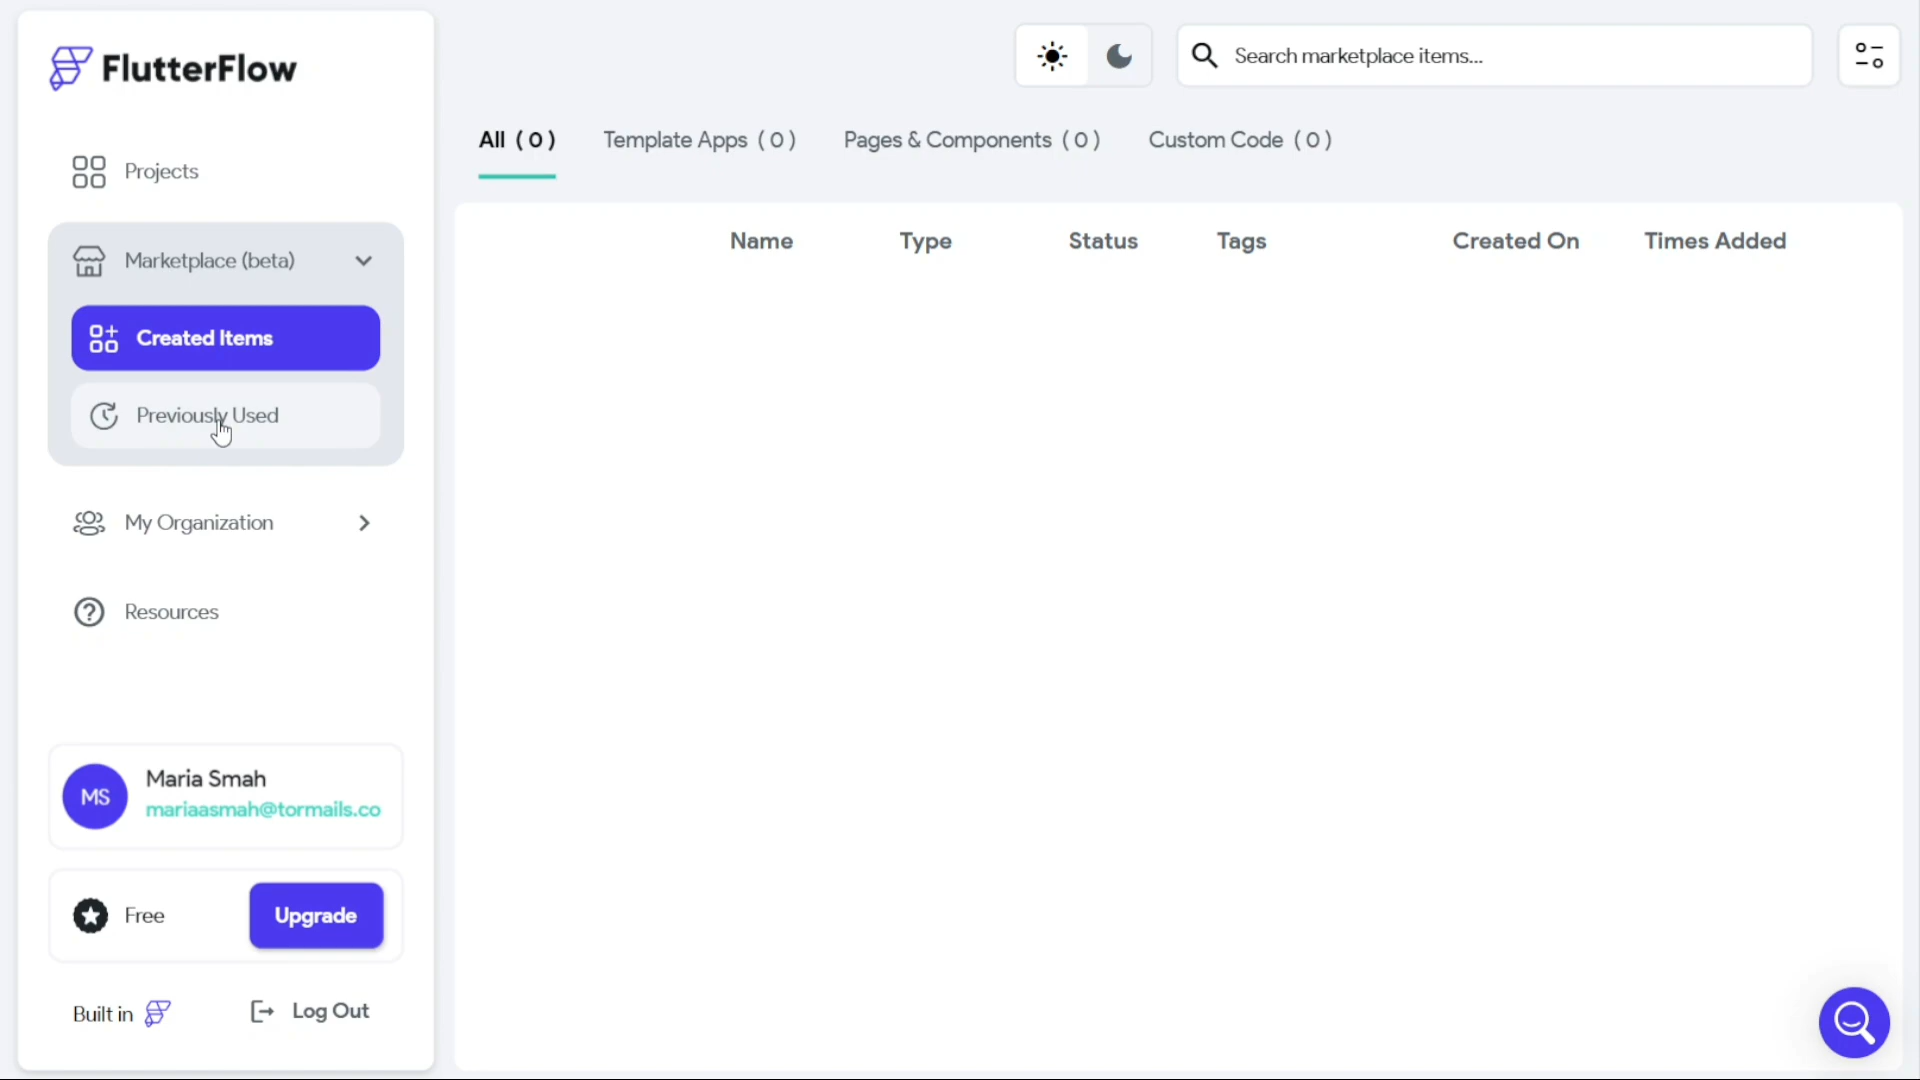 FlutterFlow
Projects
Marketplace (beta)
Created Items
Previously Used
My Organization
Resources
MS
Maria Smah
mariaasmah@tormails.co
Free
Upgrade
Built in
Log Out
Search marketplace items...
All ( 0 )
Template Apps ( 0 )
Pages & Components ( 0 )
Custom Code ( 0 )
Name
Type
Status
Tags
Created On
Times Added